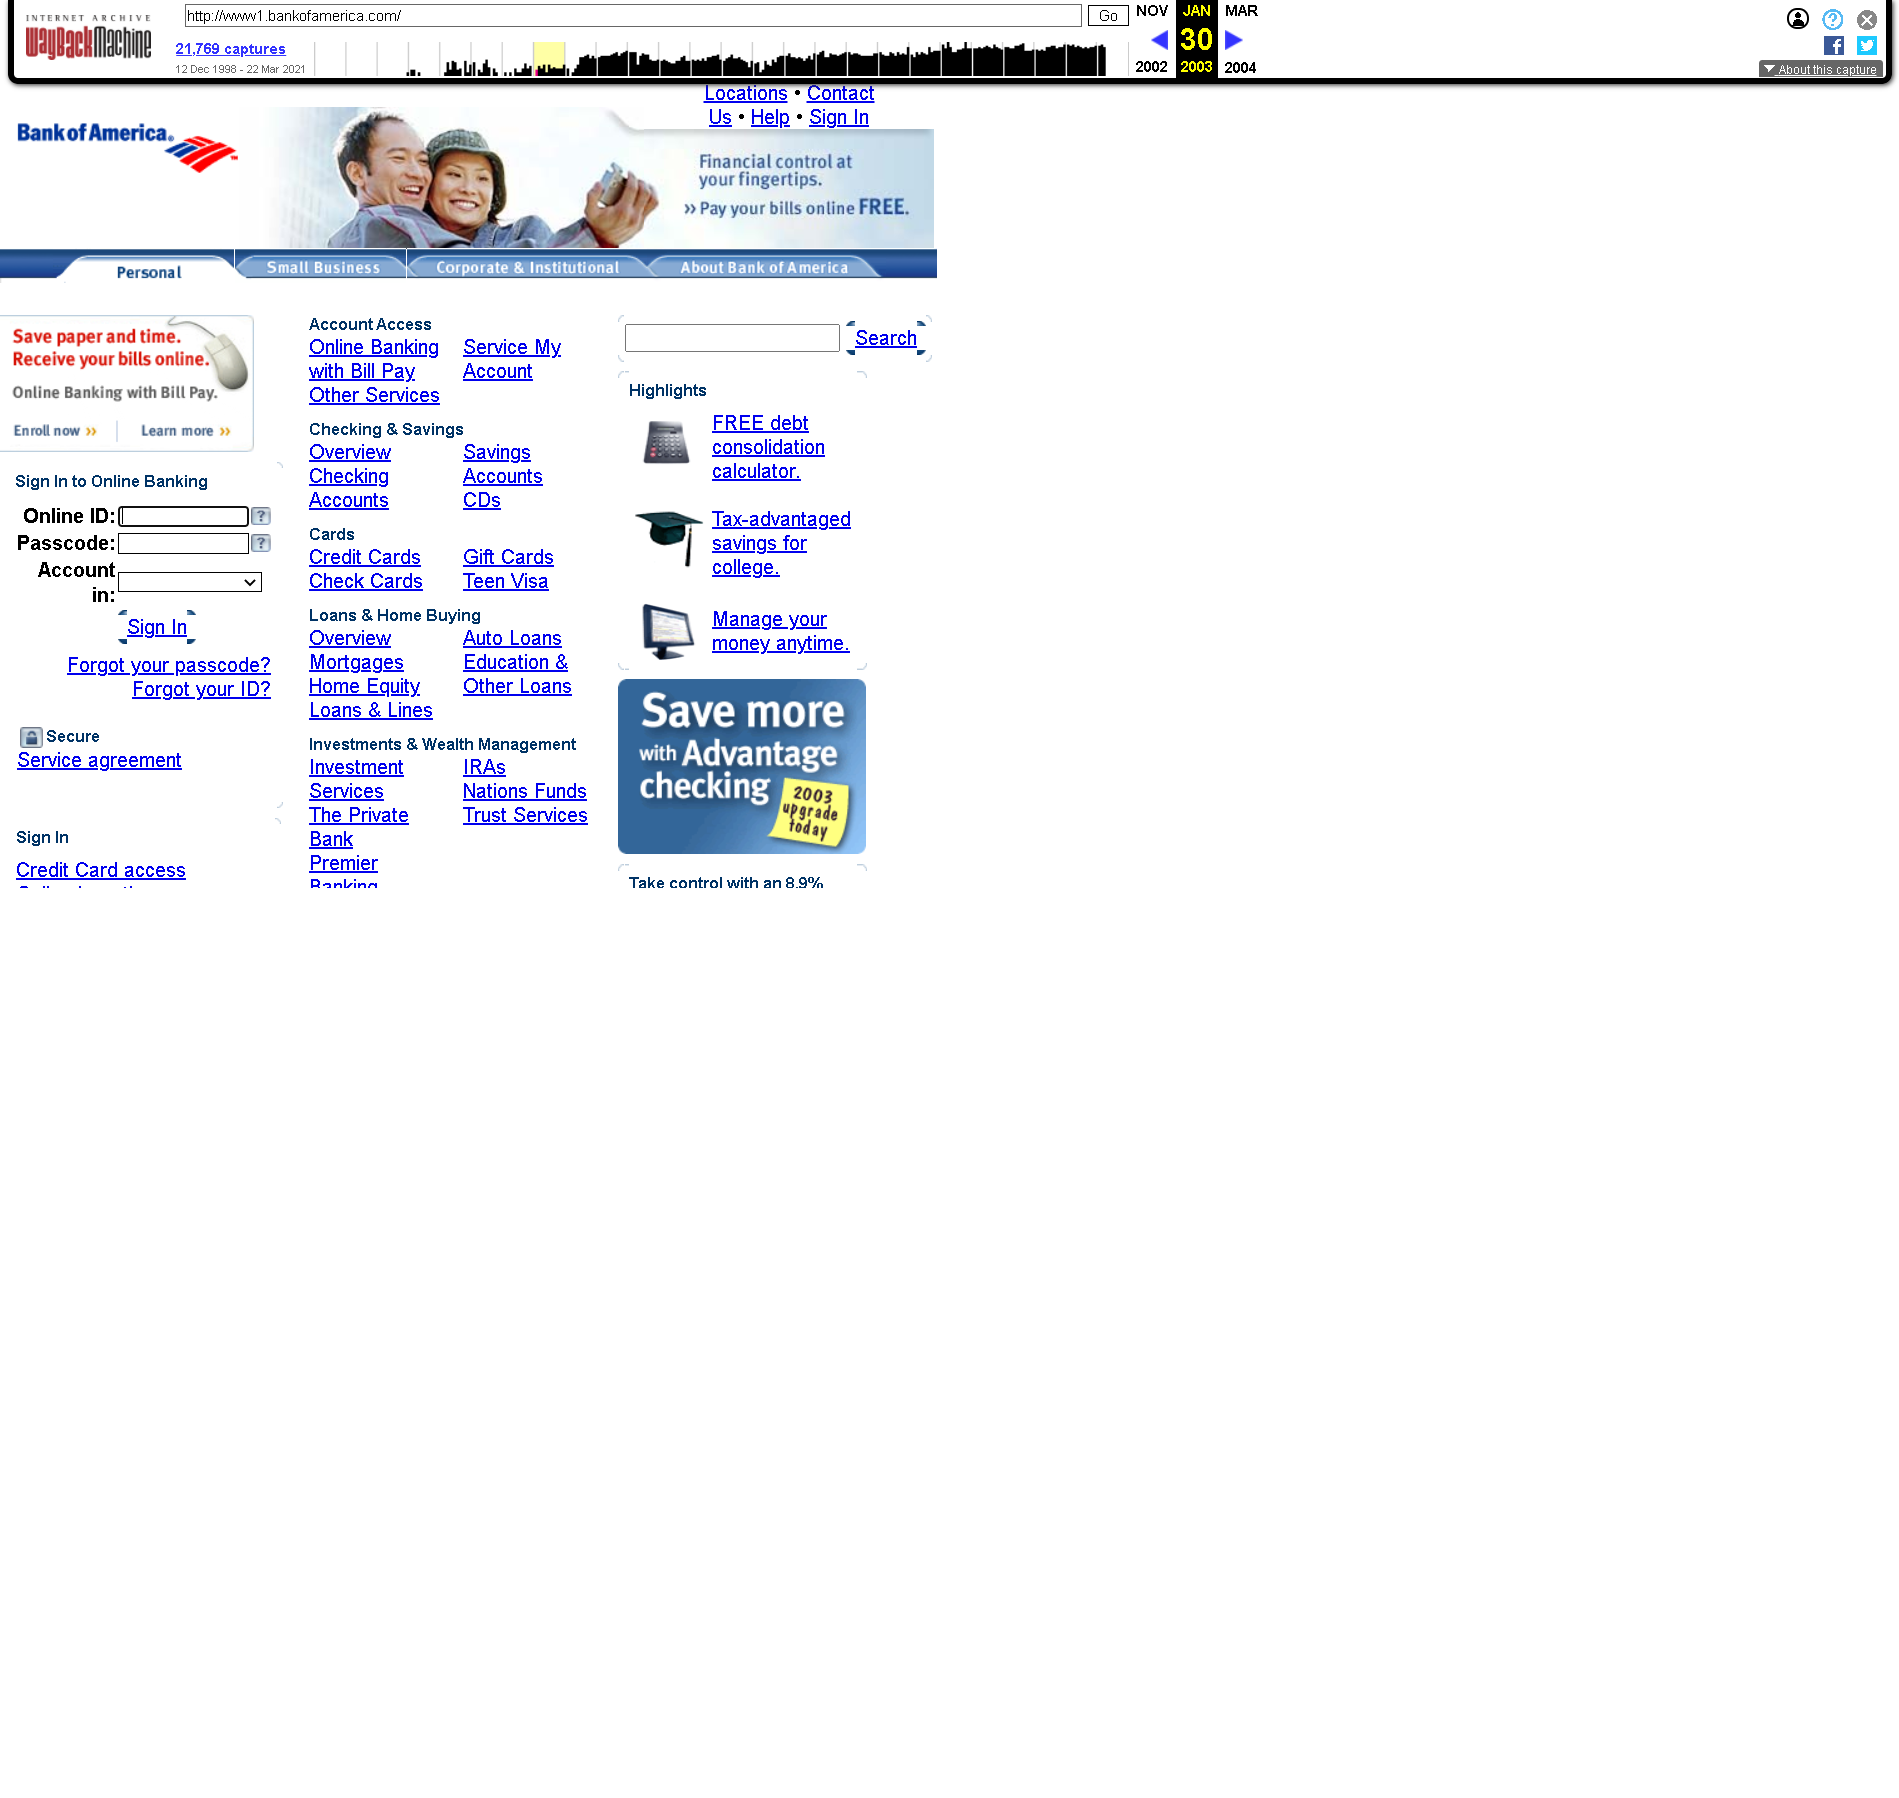 INTERNET ARCHIVE
WayBackMachine
http://www1.bankofamerica.com/
Go
NOV JAN MAR
21,769 captures
30
12 Dec 1998 - 22 Mar 2021
2002 2003 2004
About this capture
Locations • Contact
Us • Help • Sign In
Bank of America.
Financial control at
your fingertips.
›› Pay your bills online FREE.
Personal
Small Business
Corporate & Institutional
About Bank of America
Save paper and time.
Receive your bills online.
Online Banking with Bill Pay.
Enroll now ›› Learn more ››
Sign In to Online Banking
Online ID: ?
Passcode: ?
Account
in:
Sign In
Forgot your passcode?
Forgot your ID?
Secure
Service agreement
Sign In
Credit Card access
Account Access
Online Banking
with Bill Pay
Other Services
Service My
Account
Checking & Savings
Overview
Checking
Accounts
Savings
Accounts
CDs
Cards
Credit Cards
Check Cards
Gift Cards
Teen Visa
Loans & Home Buying
Overview
Mortgages
Home Equity
Loans & Lines
Auto Loans
Education &
Other Loans
Investments & Wealth Management
Investment
Services
The Private
Bank
Premier
Banking
IRAs
Nations Funds
Trust Services
Search
Highlights
FREE debt
consolidation
calculator.
Tax-advantaged
savings for
college.
Manage your
money anytime.
Save more
with Advantage
checking
2003
upgrade
today
Take control with an 8.9%